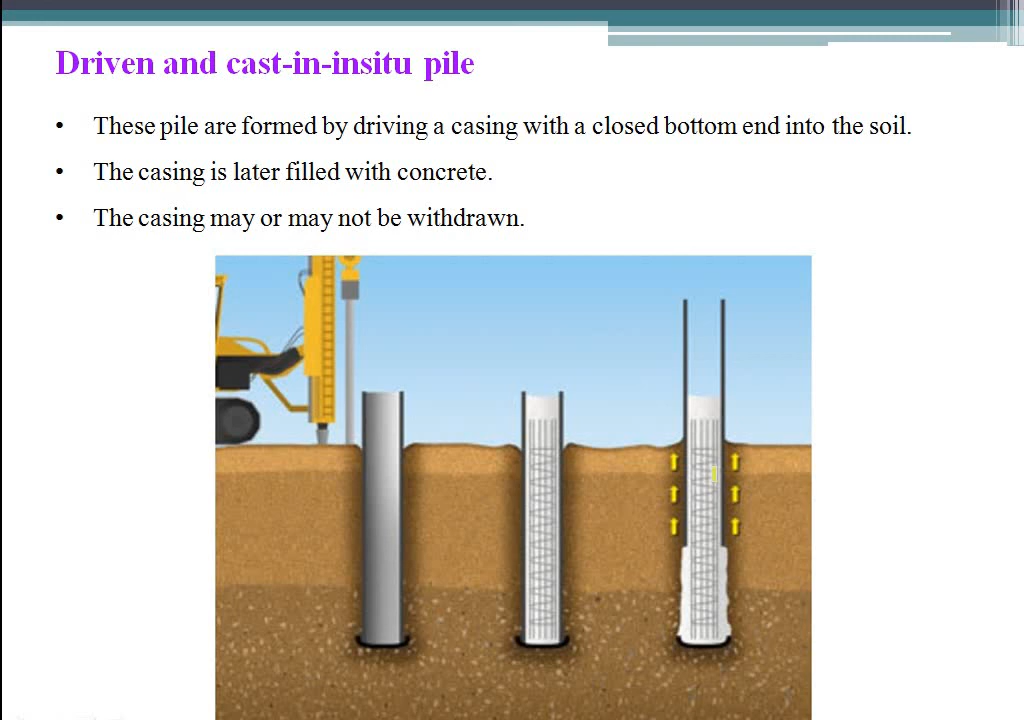 Driven and cast-in-insitu pile
• These pile are formed by driving a casing with a closed bottom end into the soil.
• The casing is later filled with concrete.
• The casing may or may not be withdrawn.